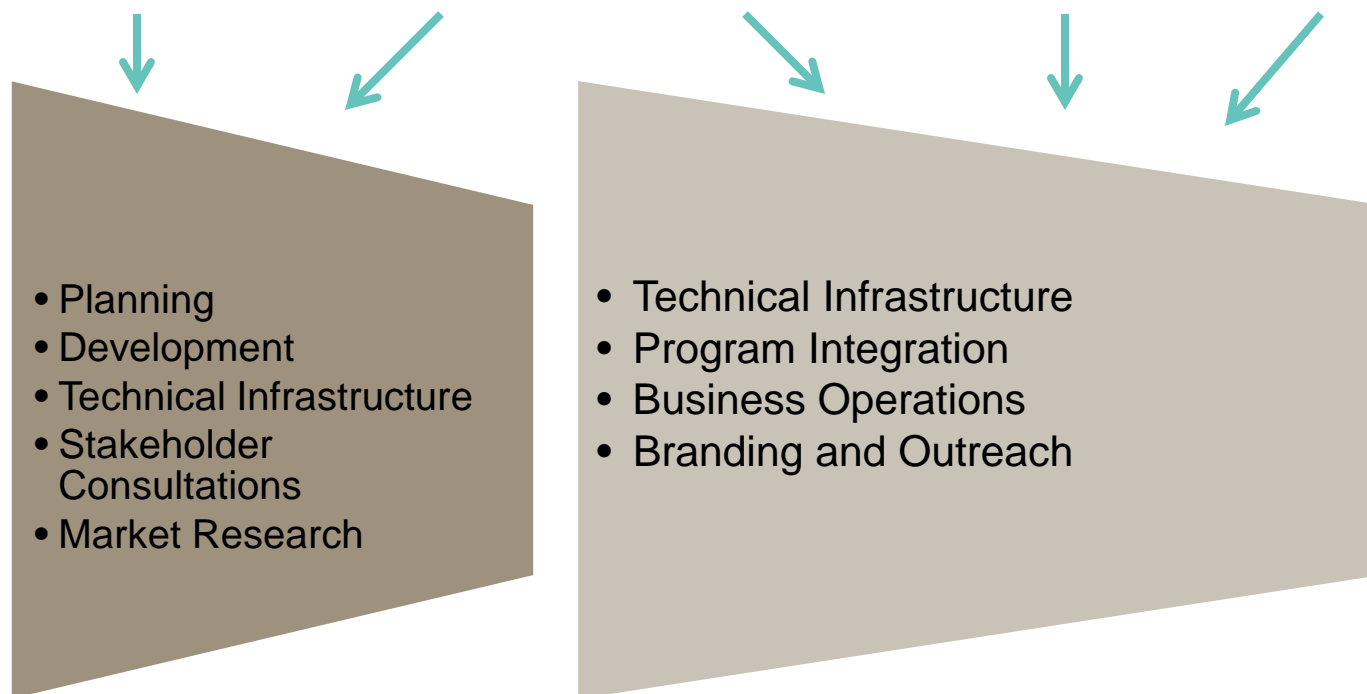 • Planning
• Development
• Technical Infrastructure
• Stakeholder
Consultations
• Market Research
• Technical Infrastructure
• Program Integration
• Business Operations
• Branding and Outreach